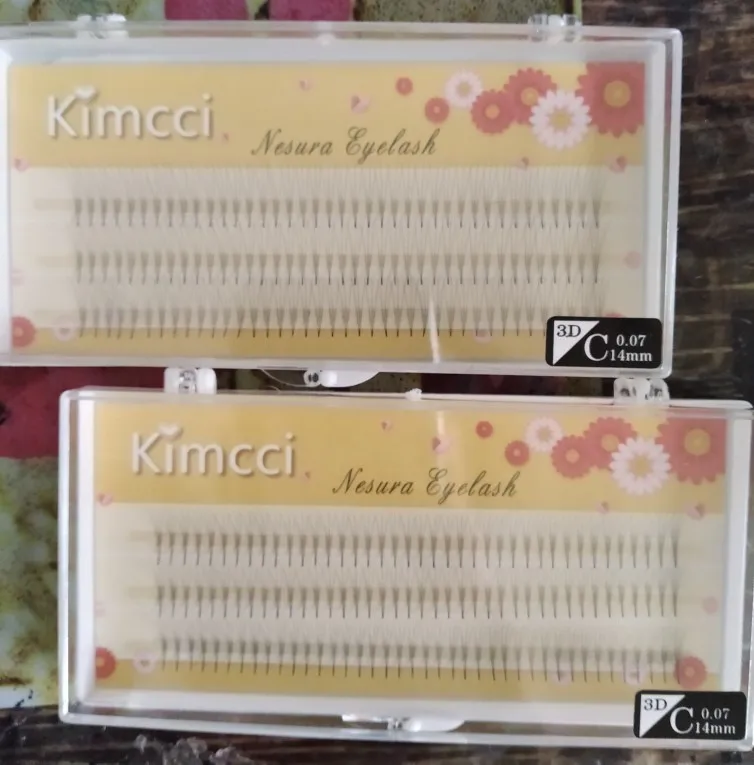 Kimcci
Nesura Eyelash
3D
C 0.07
14mm
Kimcci
Nesura Eyelash
3D
C 0.07
14mm